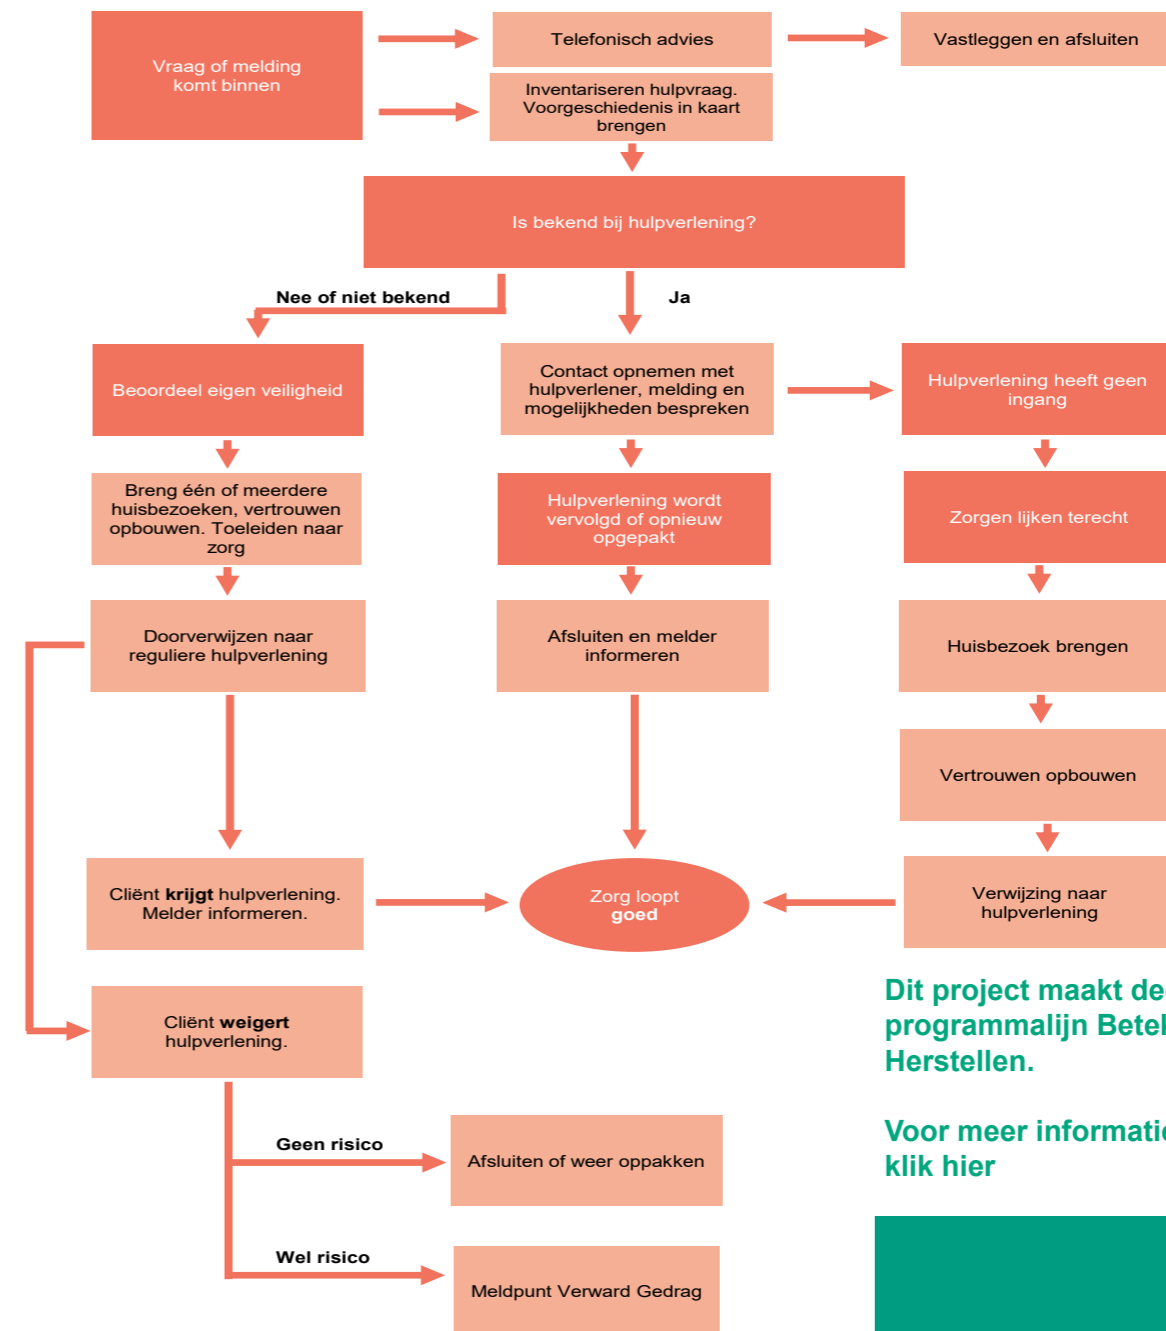 Vraag of melding
komt binnen
Telefonisch advies
Vastleggen en afsluiten
Inventariseren hulpvraag.
Voorgeschiedenis in kaart
brengen
Is bekend bij hulpverlening?
Nee of niet bekend
Ja
Beoordeel eigen veiligheid
Contact opnemen met
hulpverlener, melding en
mogelijkheden bespreken
Hulpverlening heeft geen
ingang
Breng één of meerdere
huisbezoeken, vertrouwen
opbouwen. Toeleiden naar
zorg
Hulpverlening wordt
vervolgd of opnieuw
opgepakt
Zorgen lijken terecht
Doorverwijzen naar
reguliere hulpverlening
Afsluiten en melder
informeren
Huisbezoek brengen
Vertrouwen opbouwen
Cliënt krijgt hulpverlening.
Melder informeren.
Zorg loopt
goed
Verwijzing naar
hulpverlening
Cliënt weigert
hulpverlening.
Geen risico
Afsluiten of weer oppakken
Wel risico
Meldpunt Verward Gedrag
Dit project maakt
programmalijn
Herstellen.
Voor meer
klik hier